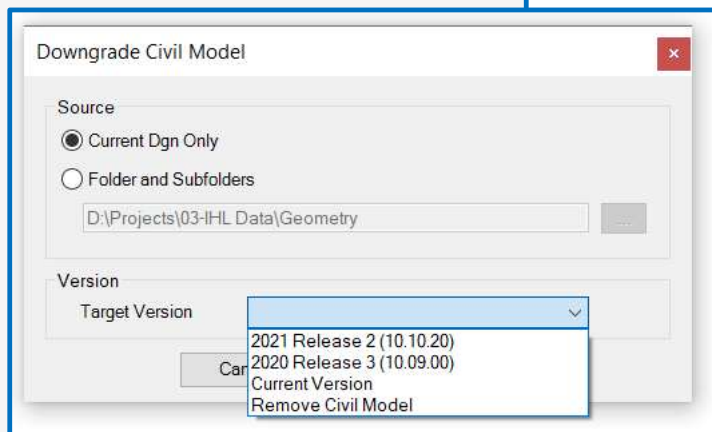 Downgrade Civil Model
Source
Current Dgn Only
Folder and Subfolders
D:\Projects\03-IHL Data\Geometry
...
Version
Target Version
2021 Release 2 (10.10.20)
2020 Release 3 (10.09.00)
Current Version
Remove Civil Model